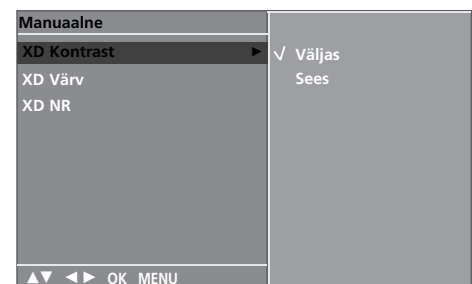 Manuaalne
XD Kontrast ►
XD Värv
XD NR
√ Väljas
Sees
▲▼ ◄► OK MENU